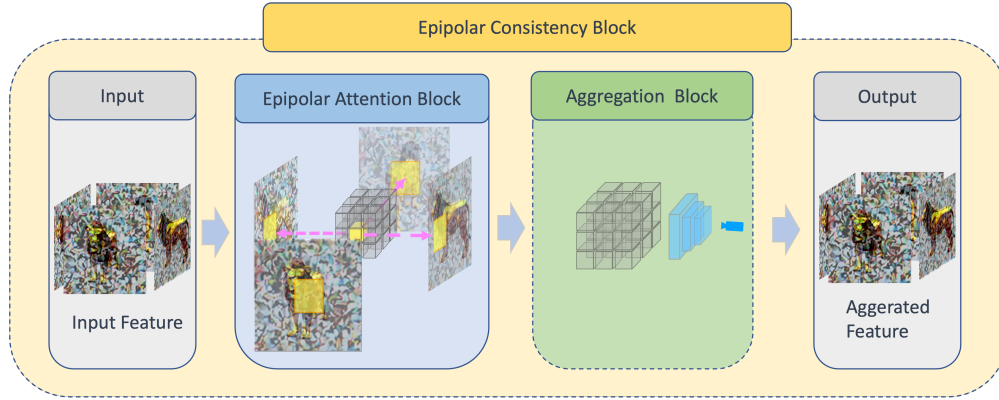 Epipolar Consistency Block
Input
Epipolar Attention Block
Aggregation Block
Output
Input Feature
Aggerated
Feature